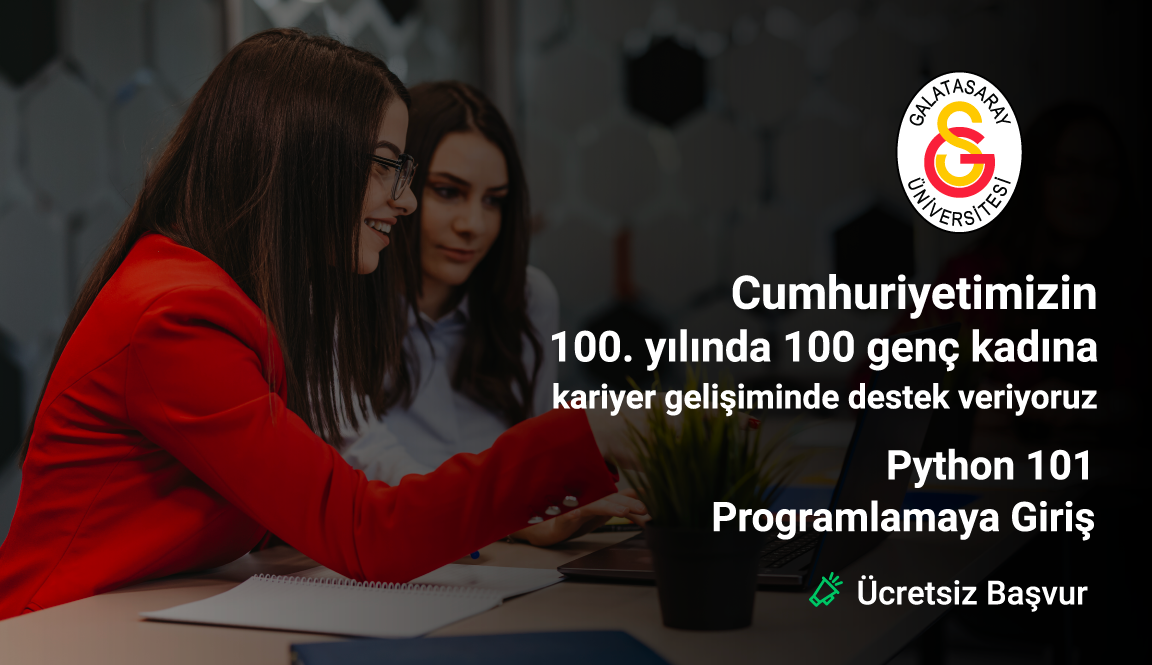 GALATASARAY
ÜNİVERSİTESİ
Cumhuriyetimizin
100. yılında 100 genç kadına
kariyer gelişiminde destek veriyoruz
Python 101
Programlamaya Giriş
Ücretsiz Başvur